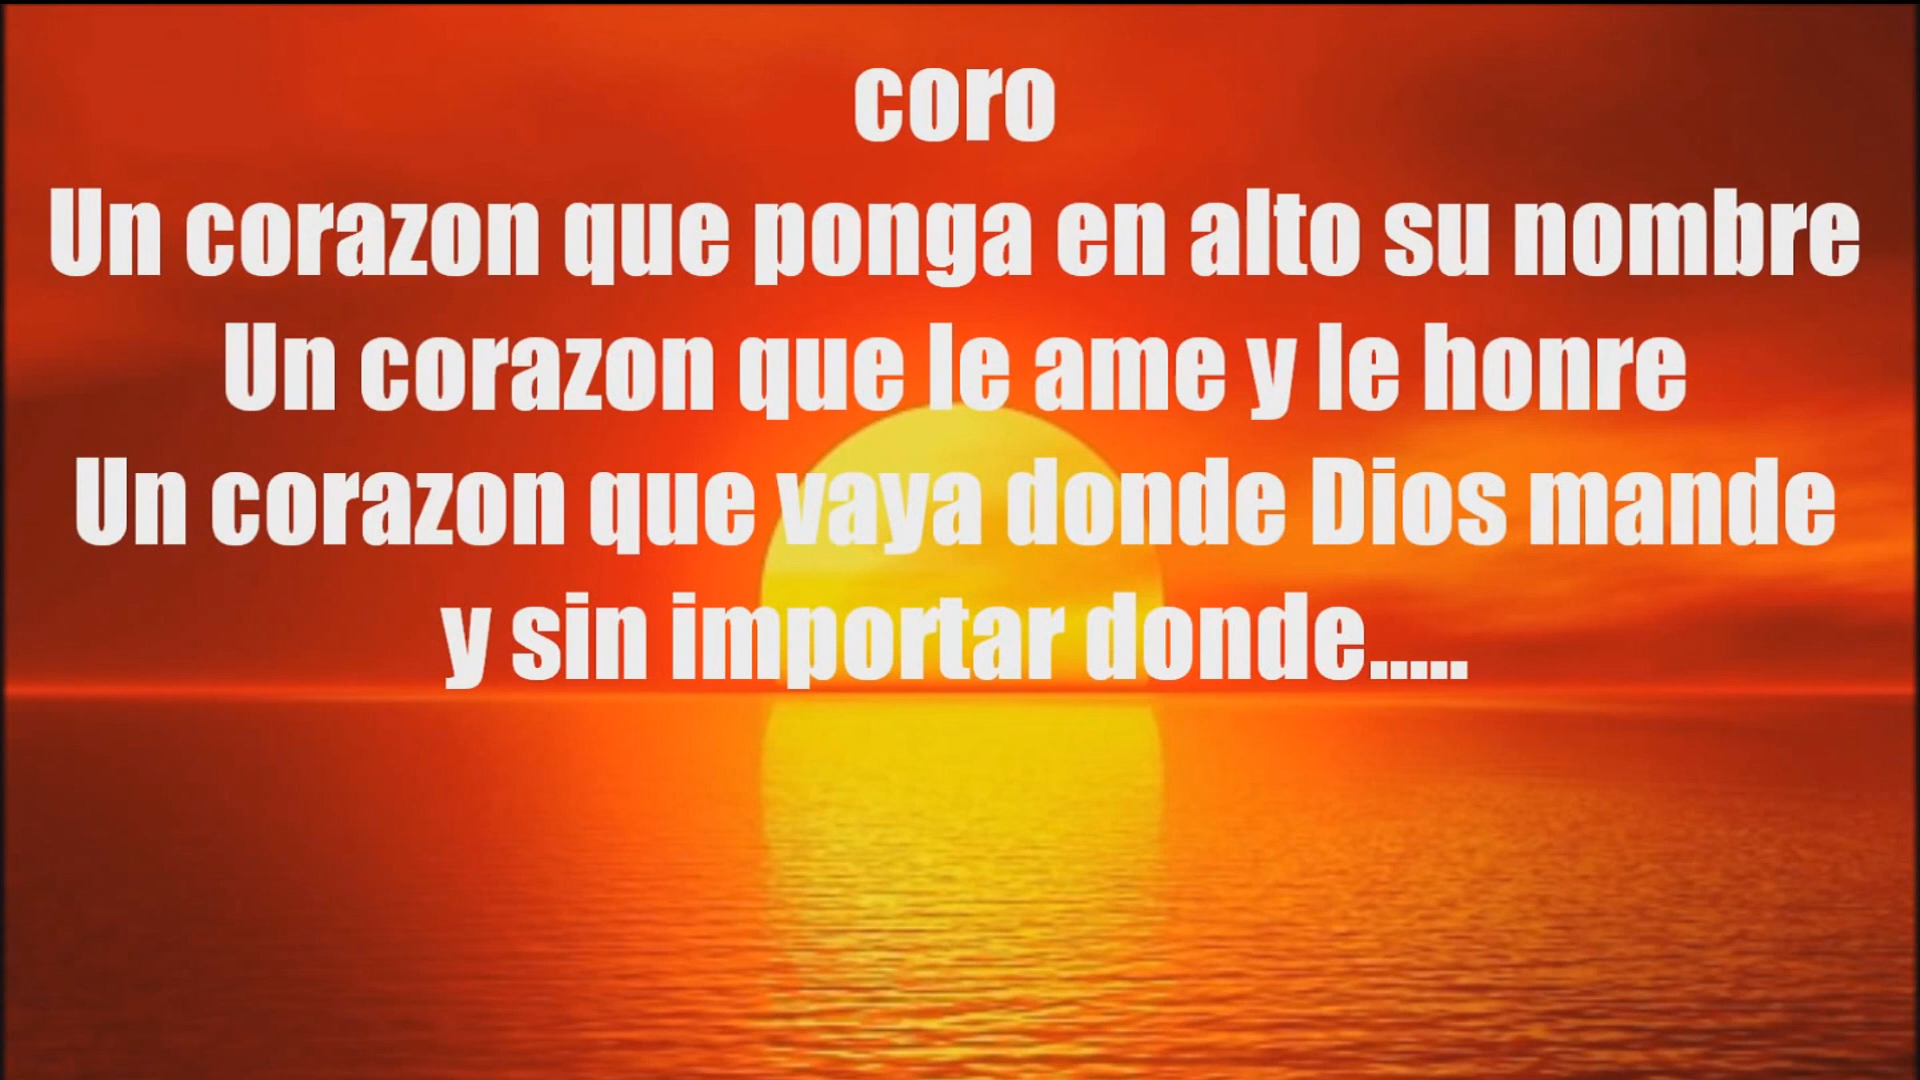 coro
Un corazon que ponga en alto su nombre
Un corazon que le ame y le honre
Un corazon que vaya donde Dios mande
y sin importar donde.....